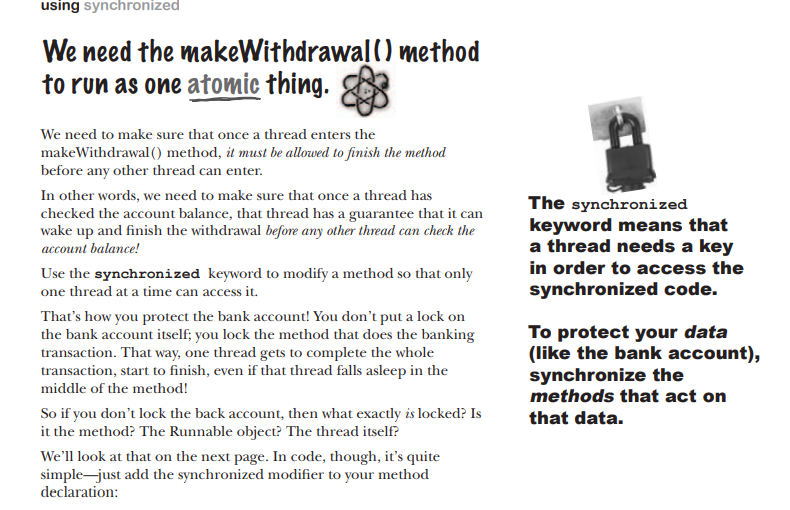 using synchronized
We need the makeWithdrawal() method
to run as one atomic thing.
We need to make sure that once a thread enters the
makeWithdrawal() method, it must be allowed to finish the method
before any other thread can enter.
In other words, we need to make sure that once a thread has
checked the account balance, that thread has a guarantee that it can
wake up and finish the withdrawal before any other thread can check the
account balance!
Use the synchronized keyword to modify a method so that only
one thread at a time can access it.
That’s how you protect the bank account! You don’t put a lock on
the bank account itself; you lock the method that does the banking
transaction. That way, one thread gets to complete the whole
transaction, start to finish, even if that thread falls asleep in the
middle of the method!
So if you don’t lock the back account, then what exactly is locked? Is
it the method? The Runnable object? The thread itself?
We’ll look at that on the next page. In code, though, it’s quite
simple—just add the synchronized modifier to your method
declaration:
The synchronized
keyword means that
a thread needs a key
in order to access the
synchronized code.
To protect your data
(like the bank account),
synchronize the
methods that act on
that data.